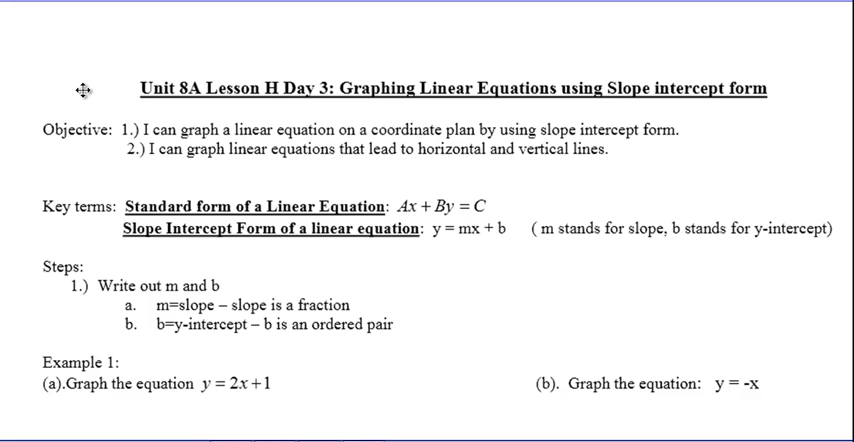 Unit 8A Lesson H Day 3: Graphing Linear Equations using Slope intercept form
Objective: 1.) I can graph a linear equation on a coordinate plan by using slope intercept form.
2.) I can graph linear equations that lead to horizontal and vertical lines.
Key terms: Standard form of a Linear Equation: Ax + By = C
Slope Intercept Form of a linear equation: y = mx + b ( m stands for slope, b stands for y-intercept)
Steps:
1.) Write out m and b
a. m=slope – slope is a fraction
b. b=y-intercept – b is an ordered pair
Example 1:
(a).Graph the equation y = 2x+1 (b). Graph the equation: y = -x